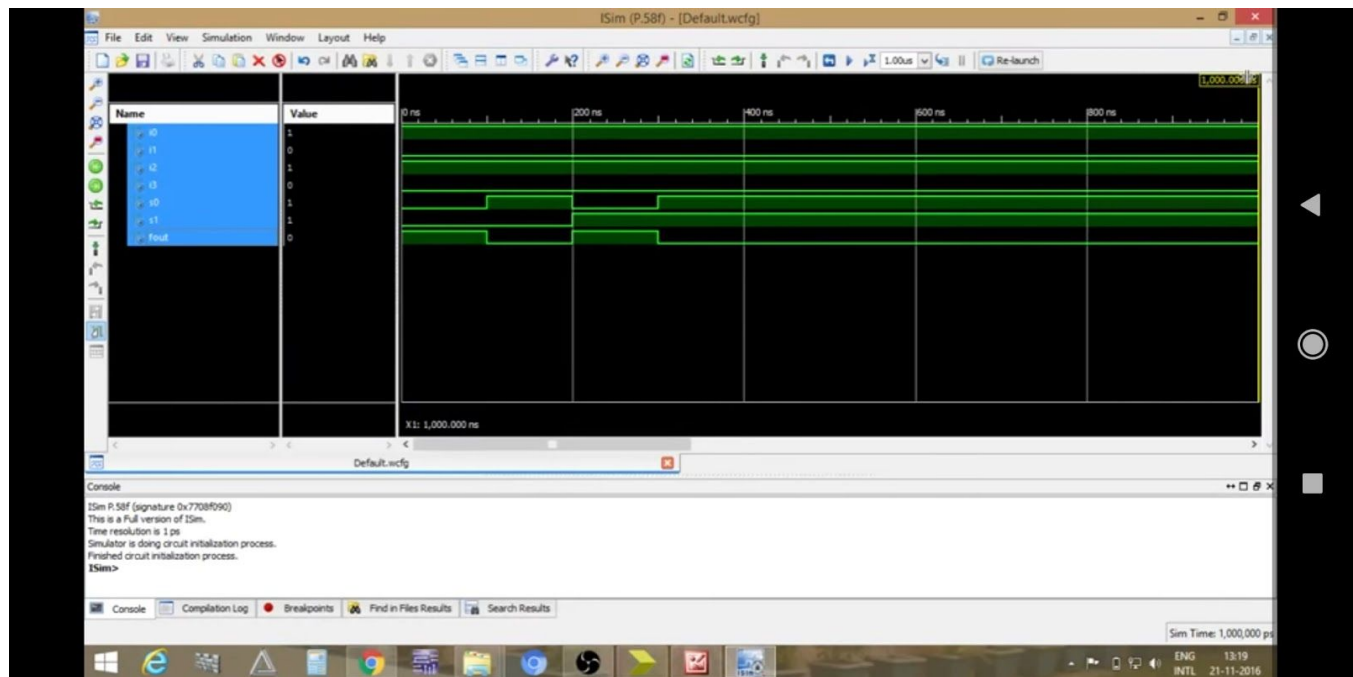 ISim (P.58f) - [Default.wcfg]
File Edit View Simulation Window Layout Help
1.00us Re-launch
Name Value
0 ns 200 ns 400 ns 600 ns 800 ns
i0 1
i1 0
i2 1
i3 0
s0 1
s1 1
fout 0
X1: 1,000.000 ns
Default.wcfg
Console
ISim P.58f (signature 0x7708f090)
This is a Full version of ISim.
Time resolution is 1 ps
Simulator is doing circuit initialization process.
Finished circuit initialization process.
ISim>
Console Compilation Log Breakpoints Find in Files Results Search Results
Sim Time: 1,000,000 ps
ENG 13:19
INTL 21-11-2016